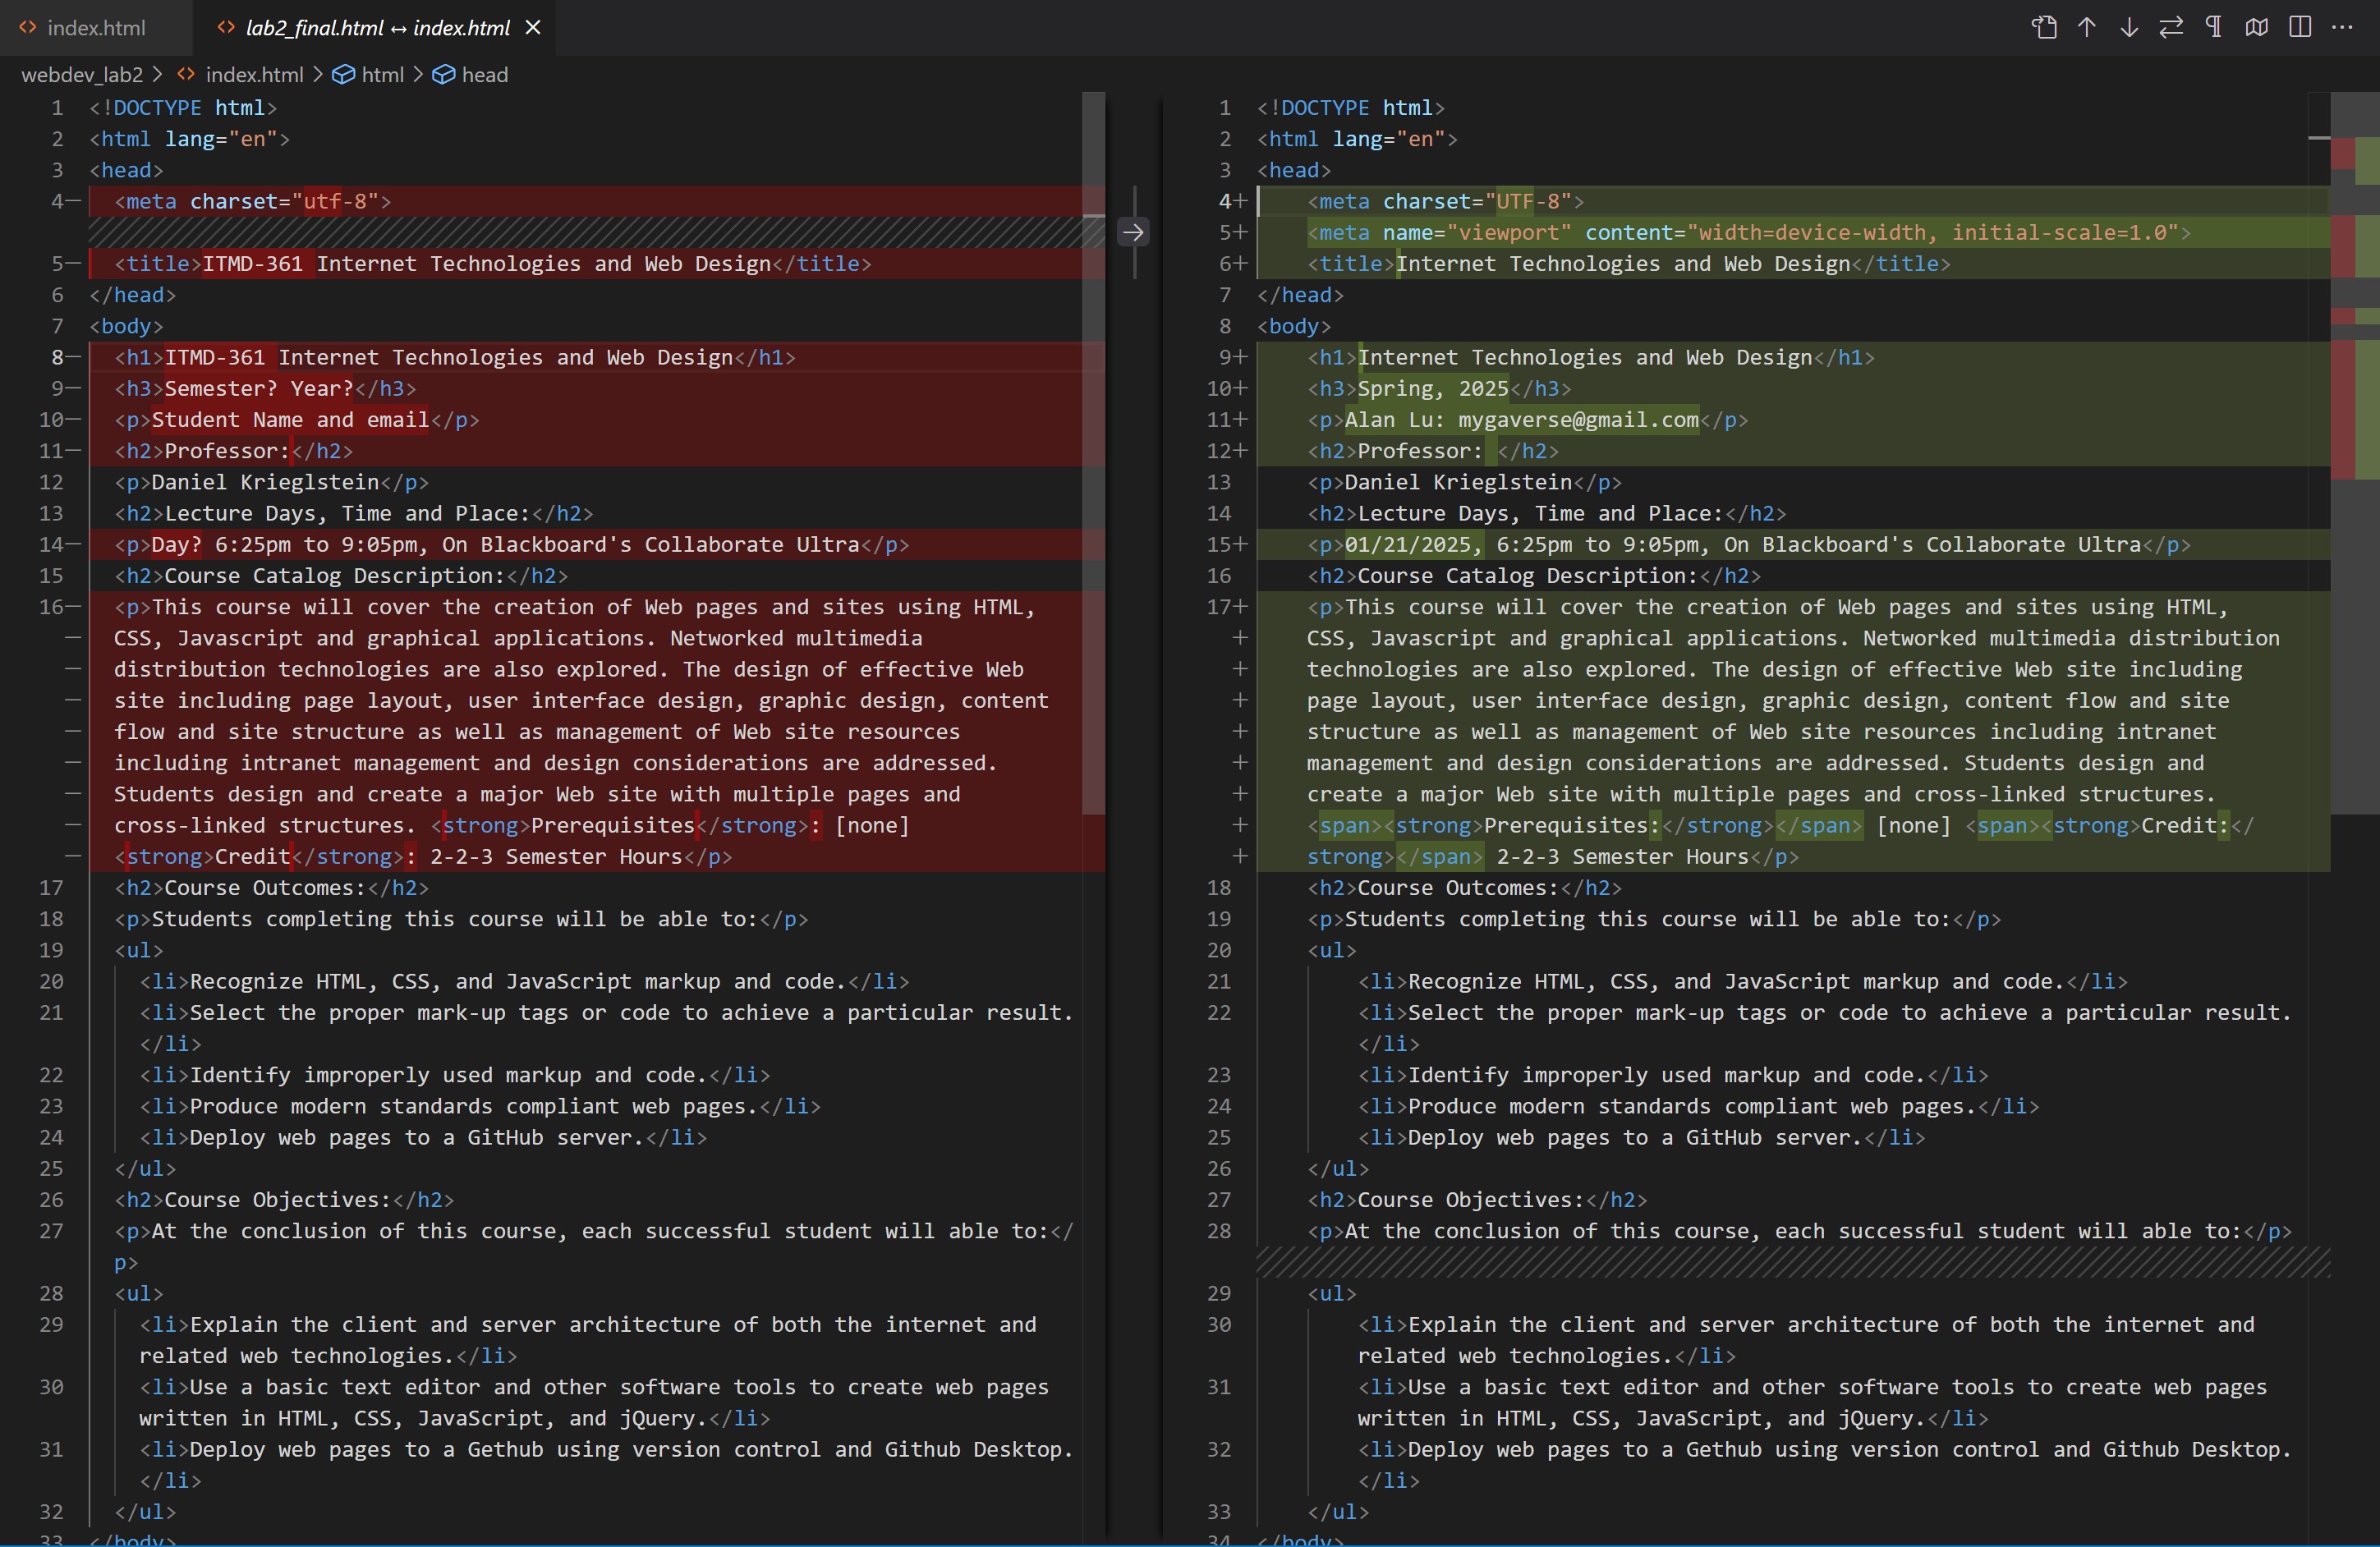 index.html
lab2_final.html ↔ index.html
webdev_lab2 > index.html > html > head
1 <!DOCTYPE html>
2 <html lang="en">
3 <head>
4— <meta charset="utf-8">
5— <title>ITMD-361 Internet Technologies and Web Design</title>
6 </head>
7 <body>
8— <h1>ITMD-361 Internet Technologies and Web Design</h1>
9— <h3>Semester? Year?</h3>
10— <p>Student Name and email</p>
11— <h2>Professor:</h2>
12 <p>Daniel Krieglstein</p>
13 <h2>Lecture Days, Time and Place:</h2>
14— <p>Day? 6:25pm to 9:05pm, On Blackboard's Collaborate Ultra</p>
15 <h2>Course Catalog Description:</h2>
16— <p>This course will cover the creation of Web pages and sites using HTML,
— CSS, Javascript and graphical applications. Networked multimedia
— distribution technologies are also explored. The design of effective Web
— site including page layout, user interface design, graphic design, content
— flow and site structure as well as management of Web site resources
— including intranet management and design considerations are addressed.
— Students design and create a major Web site with multiple pages and
— cross-linked structures. <strong>Prerequisites</strong>: [none]
— <strong>Credit</strong>: 2-2-3 Semester Hours</p>
17 <h2>Course Outcomes:</h2>
18 <p>Students completing this course will be able to:</p>
19 <ul>
20 <li>Recognize HTML, CSS, and JavaScript markup and code.</li>
21 <li>Select the proper mark-up tags or code to achieve a particular result.
</li>
22 <li>Identify improperly used markup and code.</li>
23 <li>Produce modern standards compliant web pages.</li>
24 <li>Deploy web pages to a GitHub server.</li>
25 </ul>
26 <h2>Course Objectives:</h2>
27 <p>At the conclusion of this course, each successful student will able to:</
p>
28 <ul>
29 <li>Explain the client and server architecture of both the internet and
related web technologies.</li>
30 <li>Use a basic text editor and other software tools to create web pages
written in HTML, CSS, JavaScript, and jQuery.</li>
31 <li>Deploy web pages to a Gethub using version control and Github Desktop.
</li>
32 </ul>
33 </body>
1 <!DOCTYPE html>
2 <html lang="en">
3 <head>
4+ <meta charset="UTF-8">
5+ <meta name="viewport" content="width=device-width, initial-scale=1.0">
6+ <title>Internet Technologies and Web Design</title>
7 </head>
8 <body>
9+ <h1>Internet Technologies and Web Design</h1>
10+ <h3>Spring, 2025</h3>
11+ <p>Alan Lu: mygaverse@gmail.com</p>
12+ <h2>Professor: </h2>
13 <p>Daniel Krieglstein</p>
14 <h2>Lecture Days, Time and Place:</h2>
15+ <p>01/21/2025, 6:25pm to 9:05pm, On Blackboard's Collaborate Ultra</p>
16 <h2>Course Catalog Description:</h2>
17+ <p>This course will cover the creation of Web pages and sites using HTML,
+ CSS, Javascript and graphical applications. Networked multimedia distribution
+ technologies are also explored. The design of effective Web site including
+ page layout, user interface design, graphic design, content flow and site
+ structure as well as management of Web site resources including intranet
+ management and design considerations are addressed. Students design and
+ create a major Web site with multiple pages and cross-linked structures.
+ <span><strong>Prerequisites:</strong></span> [none] <span><strong>Credit:</
+ strong></span> 2-2-3 Semester Hours</p>
18 <h2>Course Outcomes:</h2>
19 <p>Students completing this course will be able to:</p>
20 <ul>
21 <li>Recognize HTML, CSS, and JavaScript markup and code.</li>
22 <li>Select the proper mark-up tags or code to achieve a particular result.
</li>
23 <li>Identify improperly used markup and code.</li>
24 <li>Produce modern standards compliant web pages.</li>
25 <li>Deploy web pages to a GitHub server.</li>
26 </ul>
27 <h2>Course Objectives:</h2>
28 <p>At the conclusion of this course, each successful student will able to:</p>
29 <ul>
30 <li>Explain the client and server architecture of both the internet and
related web technologies.</li>
31 <li>Use a basic text editor and other software tools to create web pages
written in HTML, CSS, JavaScript, and jQuery.</li>
32 <li>Deploy web pages to a Gethub using version control and Github Desktop.
</li>
33 </ul>
34 </body>